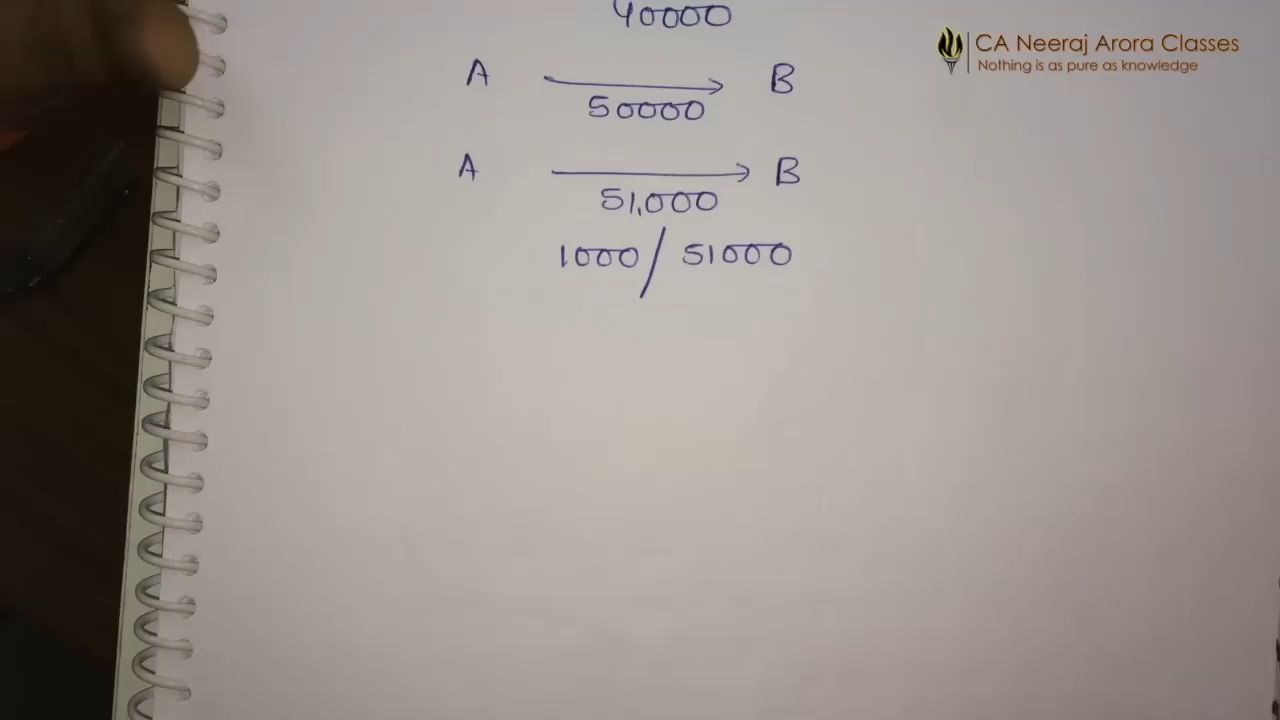 40000
CA Neeraj Arora Classes
Nothing is as pure as knowledge
A → B
50000
A → B
51,000
1000 / 51000